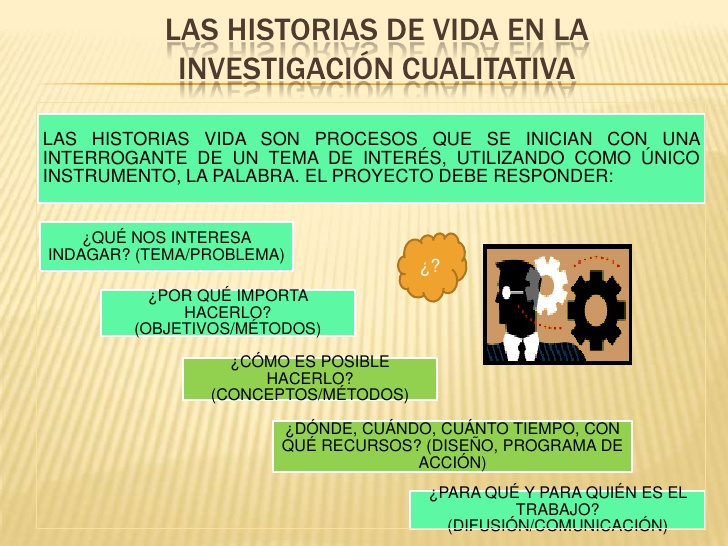 LAS HISTORIAS DE VIDA EN LA
INVESTIGACIÓN CUALITATIVA
LAS HISTORIAS VIDA SON PROCESOS QUE SE INICIAN CON UNA
INTERROGANTE DE UN TEMA DE INTERÉS, UTILIZANDO COMO ÚNICO
INSTRUMENTO, LA PALABRA. EL PROYECTO DEBE RESPONDER:
¿QUÉ NOS INTERESA
INDAGAR? (TEMA/PROBLEMA)
¿?
¿POR QUÉ IMPORTA
HACERLO?
(OBJETIVOS/MÉTODOS)
¿CÓMO ES POSIBLE
HACERLO?
(CONCEPTOS/MÉTODOS)
¿DÓNDE, CUÁNDO, CUÁNTO TIEMPO, CON
QUÉ RECURSOS? (DISEÑO, PROGRAMA DE
ACCIÓN)
¿PARA QUÉ Y PARA QUIÉN ES EL
TRABAJO?
(DIFUSIÓN/COMUNICACIÓN)